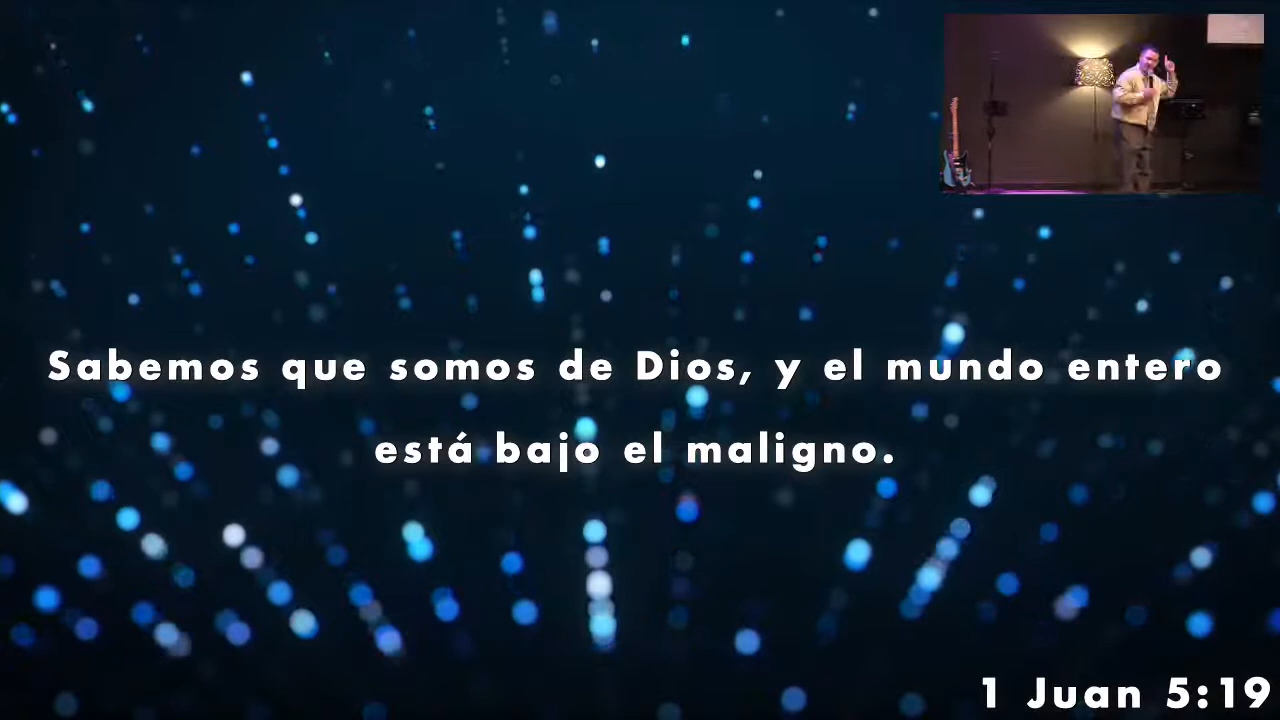 Sabemos que somos de Dios, y el mundo entero
está bajo el maligno.
1 Juan 5:19